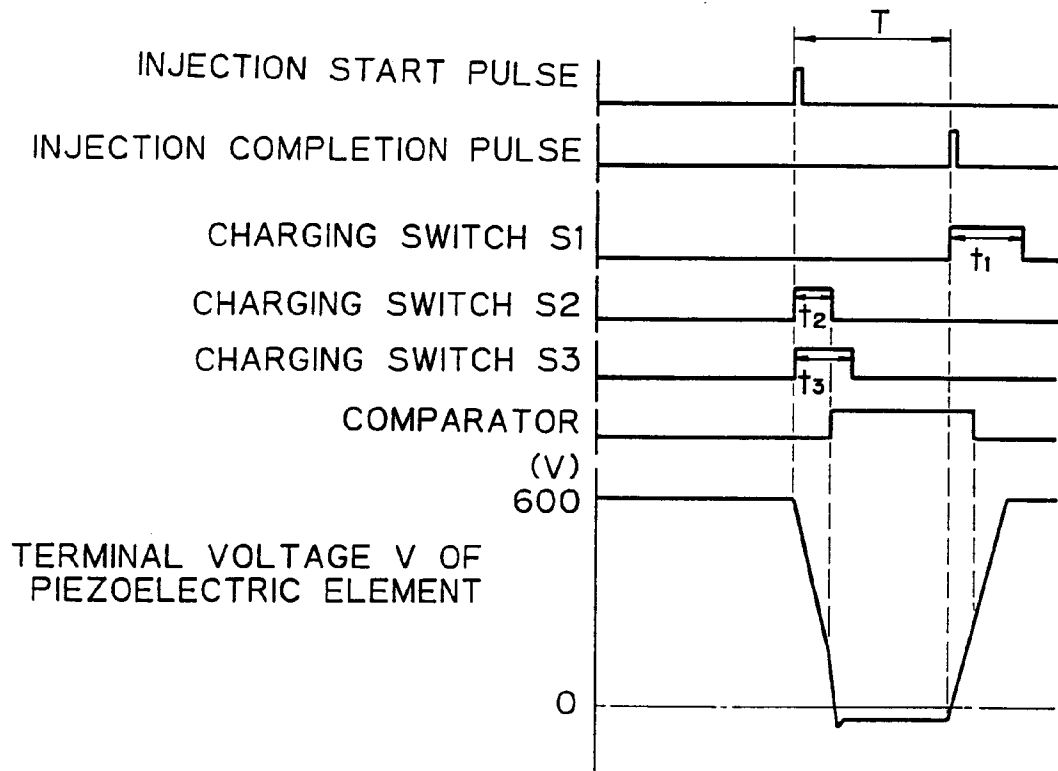 T
INJECTION START PULSE
INJECTION COMPLETION PULSE
CHARGING SWITCH S1
t1
CHARGING SWITCH S2
t2
CHARGING SWITCH S3
t3
COMPARATOR
(V)
600
TERMINAL VOLTAGE V OF
PIEZOELECTRIC ELEMENT
0